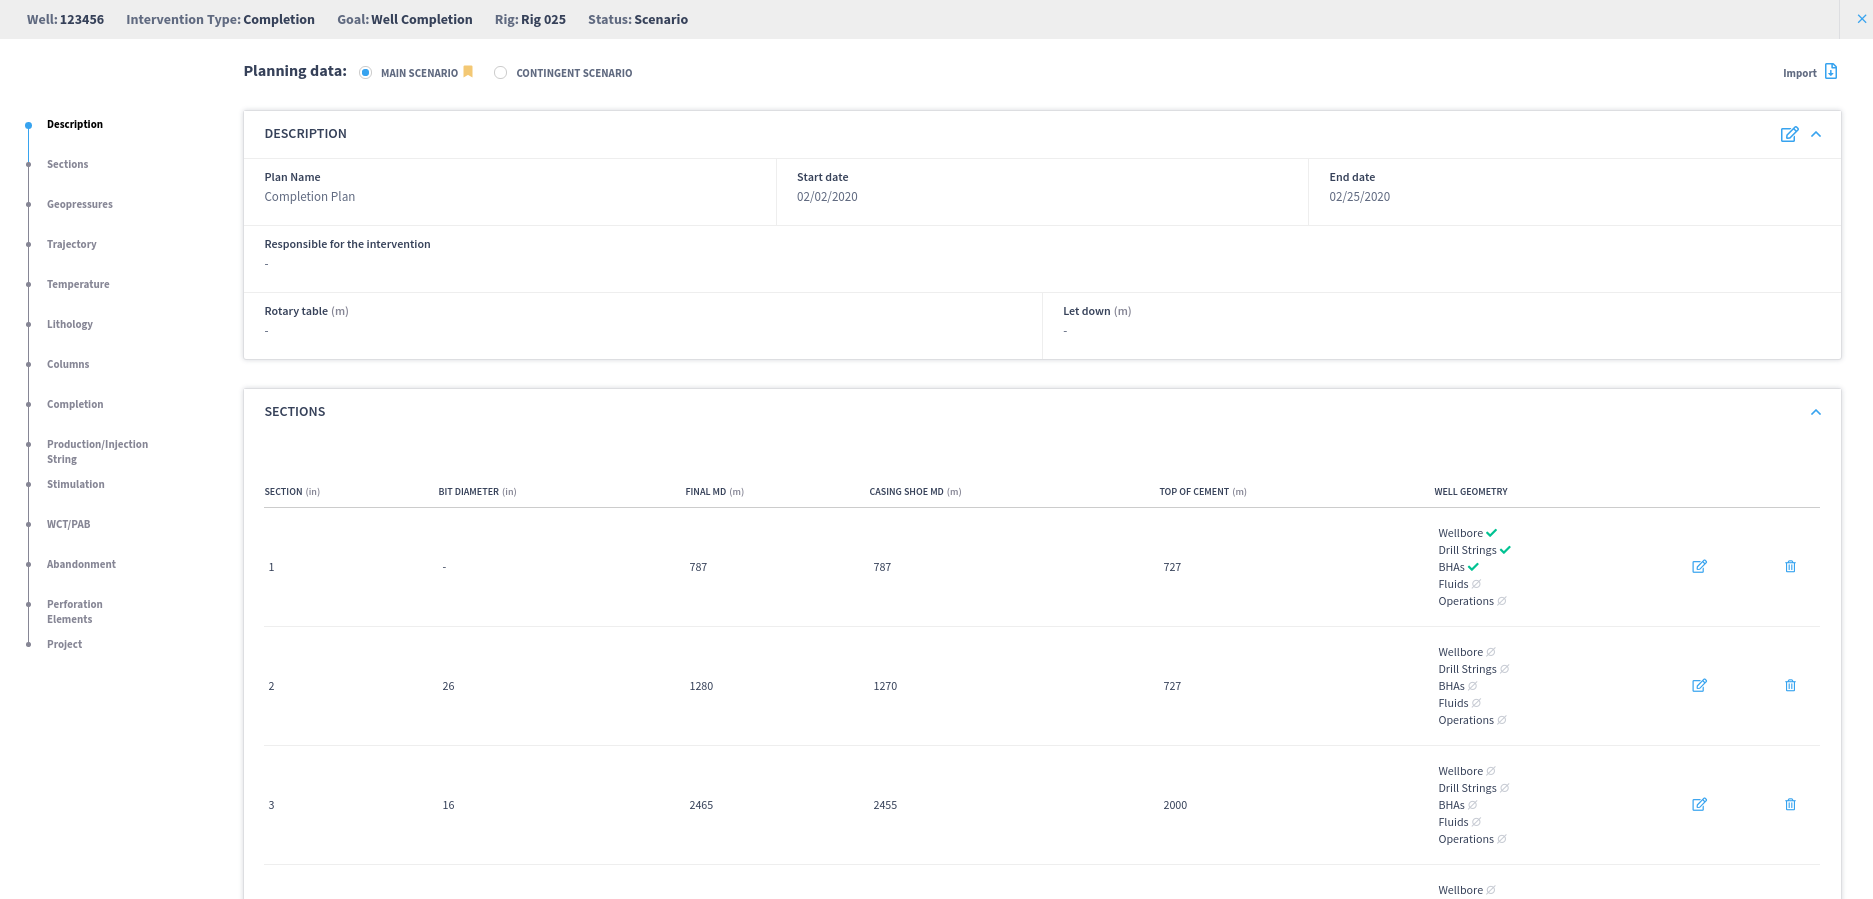 Well: 123456 Intervention Type: Completion Goal: Well Completion Rig: Rig 025 Status: Scenario
Planning data: MAIN SCENARIO CONTINGENT SCENARIO Import
Description
Sections
Geopressures
Trajectory
Temperature
Lithology
Columns
Completion
Production/Injection
String
Stimulation
WCT/PAB
Abandonment
Perforation
Elements
Project
DESCRIPTION
Plan Name Start date End date
Completion Plan 02/02/2020 02/25/2020
Responsible for the intervention
-
Rotary table (m) Let down (m)
- -
SECTIONS
SECTION (in) BIT DIAMETER (in) FINAL MD (m) CASING SHOE MD (m) TOP OF CEMENT (m) WELL GEOMETRY
Wellbore
Drill Strings
1 - 787 787 727 BHAs
Fluids
Operations
Wellbore
Drill Strings
2 26 1280 1270 727 BHAs
Fluids
Operations
Wellbore
Drill Strings
3 16 2465 2455 2000 BHAs
Fluids
Operations
Wellbore